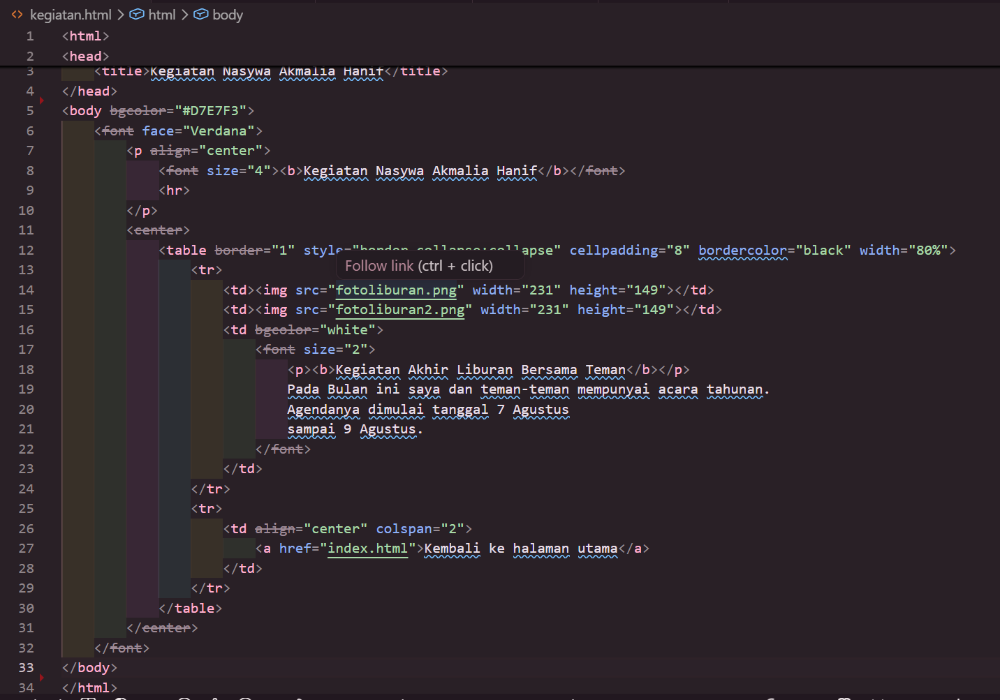 kegiatan.html > html > body
1 <html>
2 <head>
3 <title>Kegiatan Nasywa Akmalia Hanif</title>
4 </head>
5 <body bgcolor="#D7E7F3">
6 <font face="Verdana">
7 <p align="center">
8 <font size="4"><b>Kegiatan Nasywa Akmalia Hanif</b></font>
9 <hr>
10 </p>
11 <center>
12 <table border="1" style="border-collapse:collapse" cellpadding="8" bordercolor="black" width="80%">
Follow link (ctrl + click)
13 <tr>
14 <td><img src="fotoliburan.png" width="231" height="149"></td>
15 <td><img src="fotoliburan2.png" width="231" height="149"></td>
16 <td bgcolor="white">
17 <font size="2">
18 <p><b>Kegiatan Akhir Liburan Bersama Teman</b></p>
19 Pada Bulan ini saya dan teman-teman mempunyai acara tahunan.
20 Agendanya dimulai tanggal 7 Agustus
21 sampai 9 Agustus.
22 </font>
23 </td>
24 </tr>
25 <tr>
26 <td align="center" colspan="2">
27 <a href="index.html">Kembali ke halaman utama</a>
28 </td>
29 </tr>
30 </table>
31 </center>
32 </font>
33 </body>
34 </html>